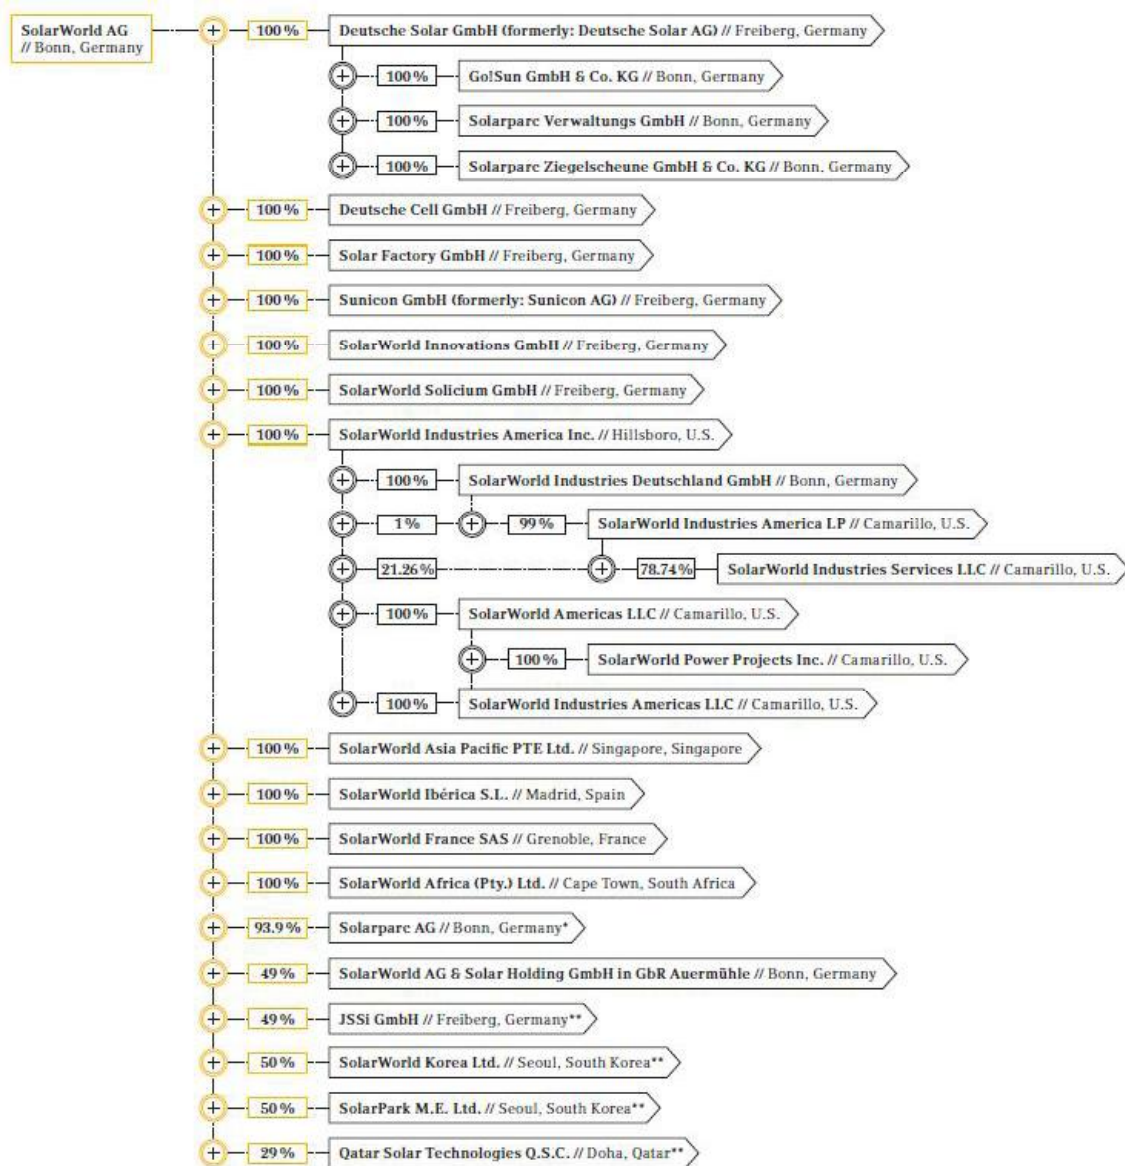 SolarWorld AG
// Bonn, Germany
100 % Deutsche Solar GmbH (formerly: Deutsche Solar AG) // Freiberg, Germany
100 % Go!Sun GmbH & Co. KG // Bonn, Germany
100 % Solarparc Verwaltungs GmbH // Bonn, Germany
100 % Solarparc Ziegelscheune GmbH & Co. KG // Bonn, Germany
100 % Deutsche Cell GmbH // Freiberg, Germany
100 % Solar Factory GmbH // Freiberg, Germany
100 % Sunicon GmbH (formerly: Sunicon AG) // Freiberg, Germany
100 % SolarWorld Innovations GmbH // Freiberg, Germany
100 % SolarWorld Solicium GmbH // Freiberg, Germany
100 % SolarWorld Industries America Inc. // Hillsboro, U.S.
100 % SolarWorld Industries Deutschland GmbH // Bonn, Germany
1 % 99 % SolarWorld Industries America LP // Camarillo, U.S.
21.26 % 78.74 % SolarWorld Industries Services LLC // Camarillo, U.S.
100 % SolarWorld Americas LLC // Camarillo, U.S.
100 % SolarWorld Power Projects Inc. // Camarillo, U.S.
100 % SolarWorld Industries Americas LLC // Camarillo, U.S.
100 % SolarWorld Asia Pacific PTE Ltd. // Singapore, Singapore
100 % SolarWorld Ibérica S.L. // Madrid, Spain
100 % SolarWorld France SAS // Grenoble, France
100 % SolarWorld Africa (Pty.) Ltd. // Cape Town, South Africa
93.9 % Solarparc AG // Bonn, Germany*
49 % SolarWorld AG & Solar Holding GmbH in GbR Auermühle // Bonn, Germany
49 % JSSi GmbH // Freiberg, Germany**
50 % SolarWorld Korea Ltd. // Seoul, South Korea**
50 % SolarPark M.E. Ltd. // Seoul, South Korea**
29 % Qatar Solar Technologies Q.S.C. // Doha, Qatar**